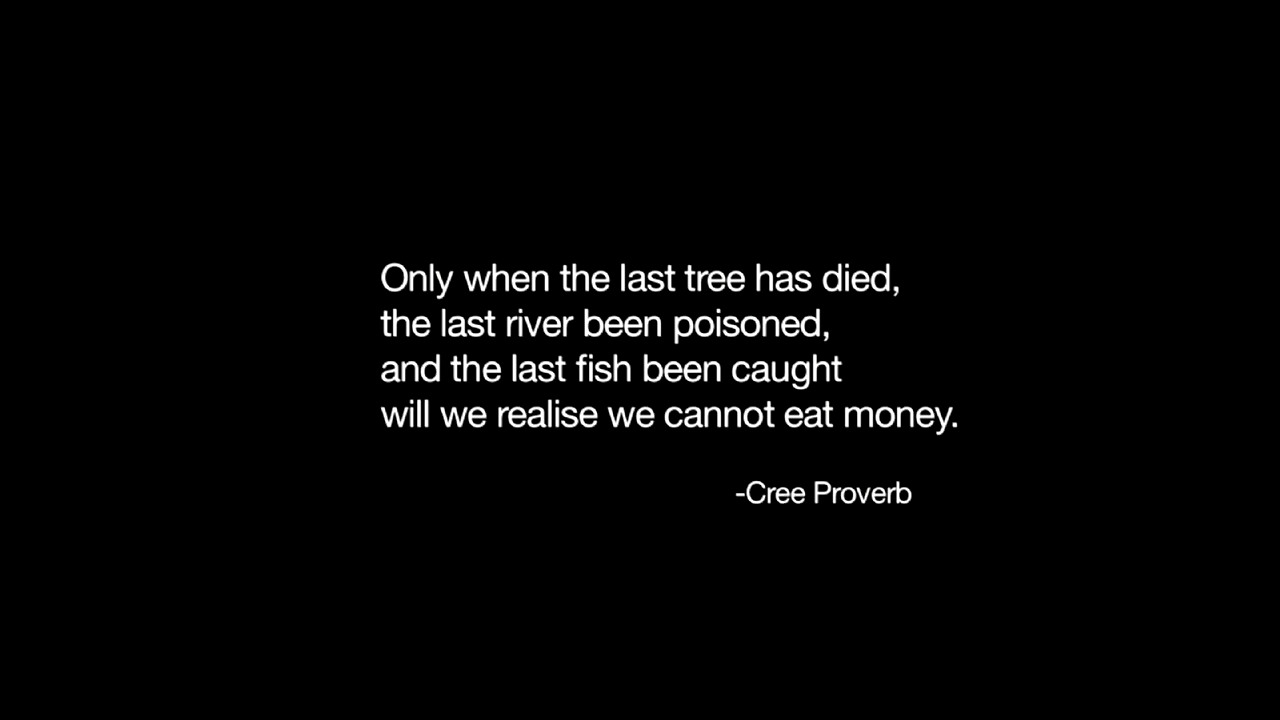 Only when the last tree has died,
the last river been poisoned,
and the last fish been caught
will we realise we cannot eat money.
-Cree Proverb